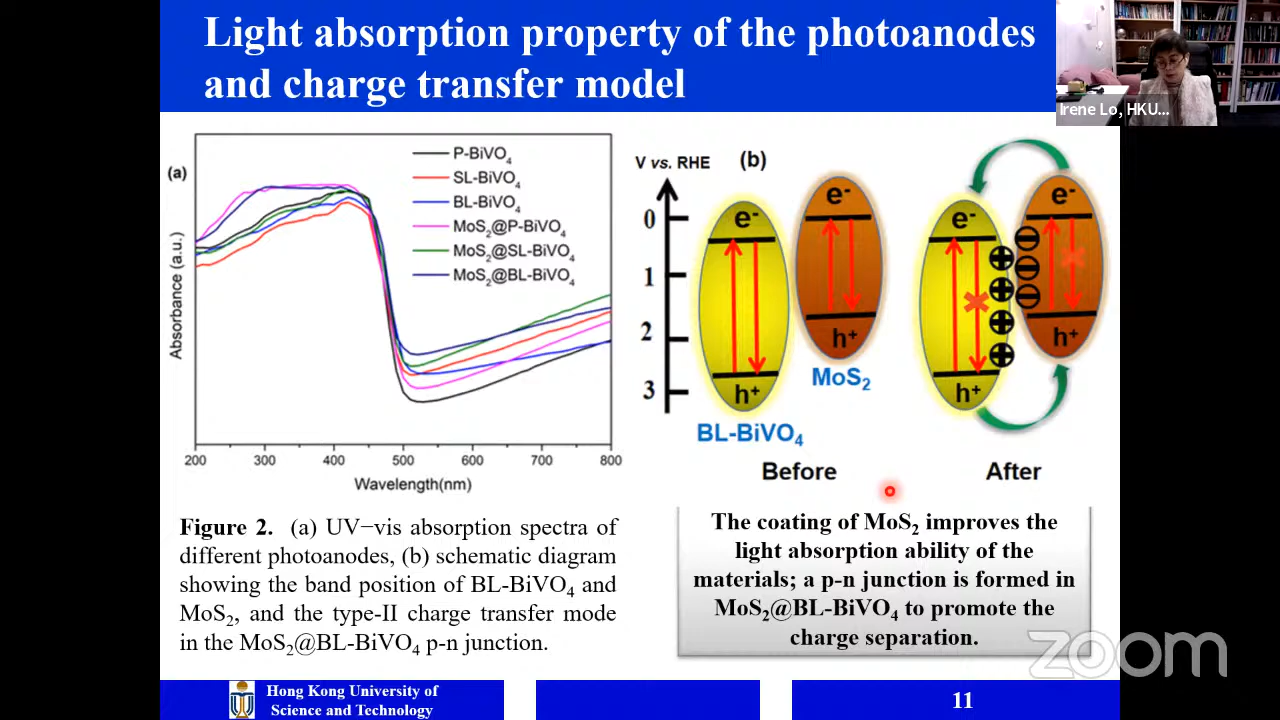 Light absorption property of the photoanodes
and charge transfer model
Irene Lo, HKU...
(a)
P-BiVO4
SL-BiVO4
BL-BiVO4
MoS2@P-BiVO4
MoS2@SL-BiVO4
MoS2@BL-BiVO4
Absorbance (a.u.)
200 300 400 500 600 700 800
Wavelength(nm)
V vs. RHE (b)
0
1
2
3
e-
h+
BL-BiVO4
e-
h+
MoS2
Before
e-
h+
e-
h+
After
Figure 2. (a) UV−vis absorption spectra of
different photoanodes, (b) schematic diagram
showing the band position of BL-BiVO4 and
MoS2, and the type-II charge transfer mode
in the MoS2@BL-BiVO4 p-n junction.
The coating of MoS2 improves the
light absorption ability of the
materials; a p-n junction is formed in
MoS2@BL-BiVO4 to promote the
charge separation.
zoom
Hong Kong University of
Science and Technology
11